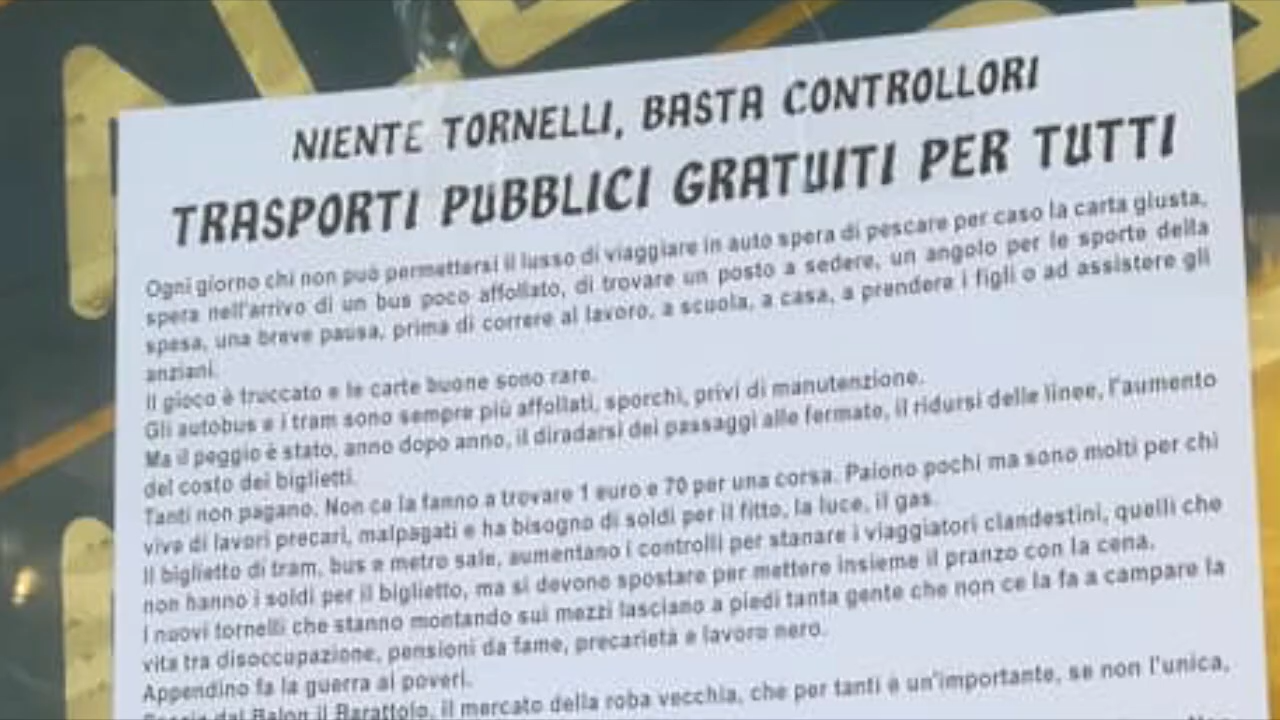 NIENTE TORNELLI, BASTA CONTROLLORI
TRASPORTI PUBBLICI GRATUITI PER TUTTI
Ogni giorno chi non può permettersi il lusso di viaggiare in auto spera di pescare per caso la carta giusta,
spera nell'arrivo di un bus poco affollato, di trovare un posto a sedere, un angolo per le sporte della
spesa, una breve pausa, prima di correre al lavoro, a scuola, a casa, a prendere i figli o ad assistere gli
anziani.
Il gioco è truccato e le carte buone sono rare.
Gli autobus e i tram sono sempre più affollati, sporchi, privi di manutenzione.
Ma il peggio è stato, anno dopo anno, il diradarsi dei passaggi alle fermate, il ridursi delle linee, l'aumento
del costo dei biglietti.
Tanti non pagano. Non ce la fanno a trovare 1 euro e 70 per una corsa. Paiono pochi ma sono molti per chi
vive di lavori precari, malpagati e ha bisogno di soldi per il fitto, la luce, il gas.
Il biglietto di tram, bus e metro sale, aumentano i controlli per stanare i viaggiatori clandestini, quelli che
non hanno i soldi per il biglietto, ma si devono spostare per mettere insieme il pranzo con la cena.
I nuovi tornelli che stanno montando sui mezzi lasciano a piedi tanta gente che non ce la fa a campare la
vita tra disoccupazione, pensioni da fame, precarietà e lavoro nero.
Appendino fa la guerra ai poveri.
dal Balon il Barattolo, il mercato della roba vecchia, che per tanti è un'importante, se non l'unica,